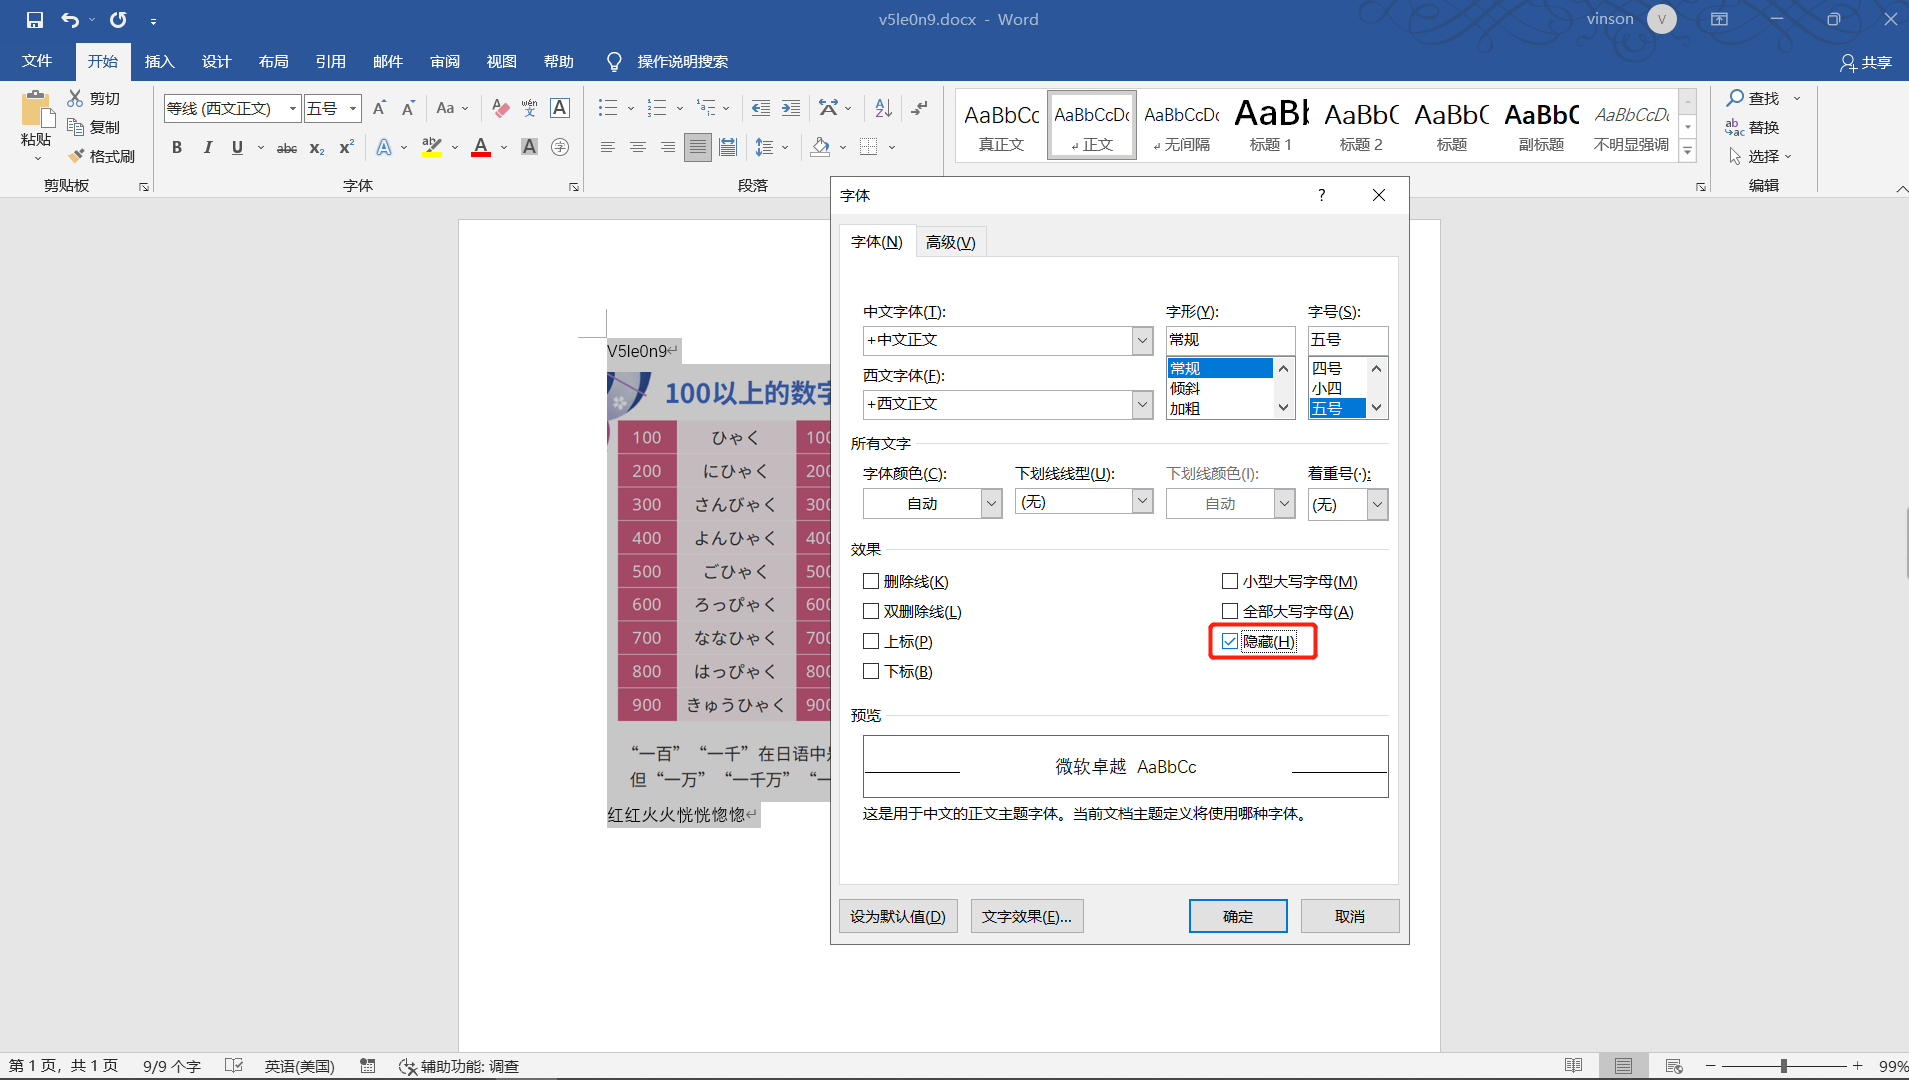 v5le0n9.docx - Word
vinson
V
文件
开始
插入
设计
布局
引用
邮件
审阅
视图
帮助
操作说明搜索
共享
粘贴
剪切
复制
格式刷
剪贴板
等线 (西文正文)
五号
A
A
Aa
A
wén
文
A
B
I
U
abc
x₂
x²
A
ab
A
A
字
字体
段落
A
Z
AaBbCc
真正文
AaBbCcDc
↲ 正文
AaBbCcDc
↲ 无间隔
AaBl
标题 1
AaBbC
标题 2
AaBbC
标题
AaBbC
副标题
AaBbCcDi
不明显强调
查找
替换
选择
编辑
V5le0n9↵
100以上的数字
100 ひゃく 100
200 にひゃく 200
300 さんびゃく 300
400 よんひゃく 400
500 ごひゃく 500
600 ろっぴゃく 600
700 ななひゃく 700
800 はっぴゃく 800
900 きゅうひゃく 900
“一百” “一千”在日语中
但“一万” “一千万” “一
红红火火恍恍惚惚↵
字体
?
字体(N)
高级(V)
中文字体(T):
+中文正文
字形(Y):
常规
常规
倾斜
加粗
字号(S):
五号
四号
小四
五号
西文字体(F):
+西文正文
所有文字
字体颜色(C):
自动
下划线线型(U):
(无)
下划线颜色(I):
自动
着重号(·):
(无)
效果
删除线(K)
双删除线(L)
上标(P)
下标(B)
小型大写字母(M)
全部大写字母(A)
隐藏(H)
预览
微软卓越 AaBbCc
这是用于中文的正文主题字体。当前文档主题定义将使用哪种字体。
设为默认值(D)
文字效果(E)...
确定
取消
第 1 页，共 1 页
9/9 个字
英语(美国)
辅助功能: 调查
99%